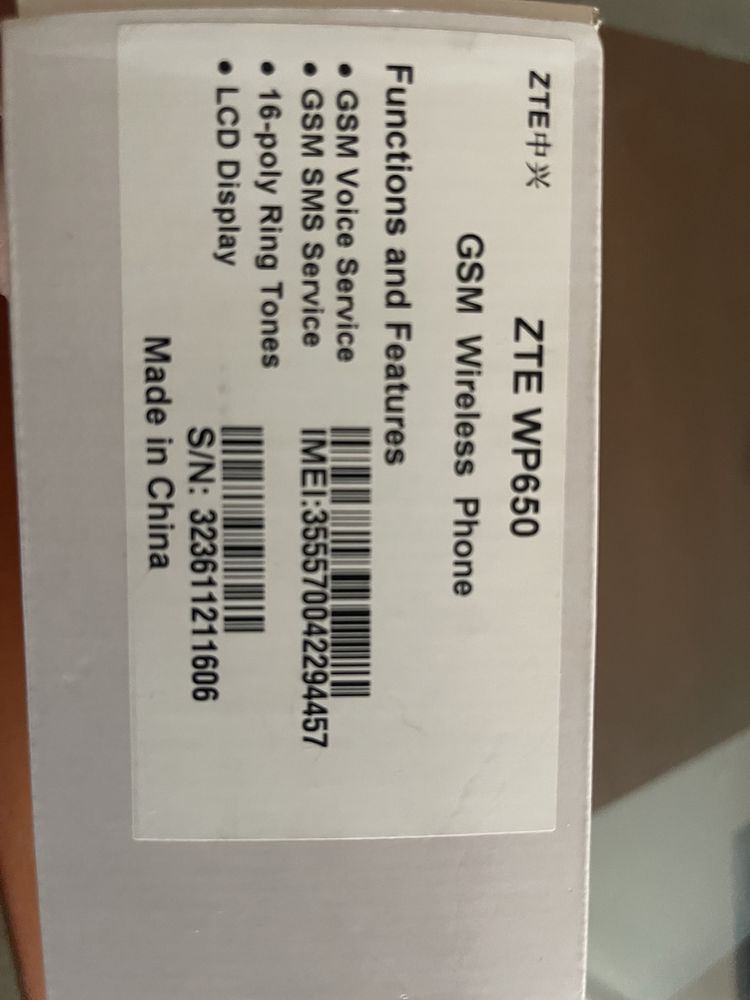 ZTE中兴
ZTE WP650
GSM Wireless Phone
Functions and Features
• GSM Voice Service
• GSM SMS Service
• 16-poly Ring Tones
• LCD Display
IMEI:355570042294457
S/N: 323611211606
Made in China